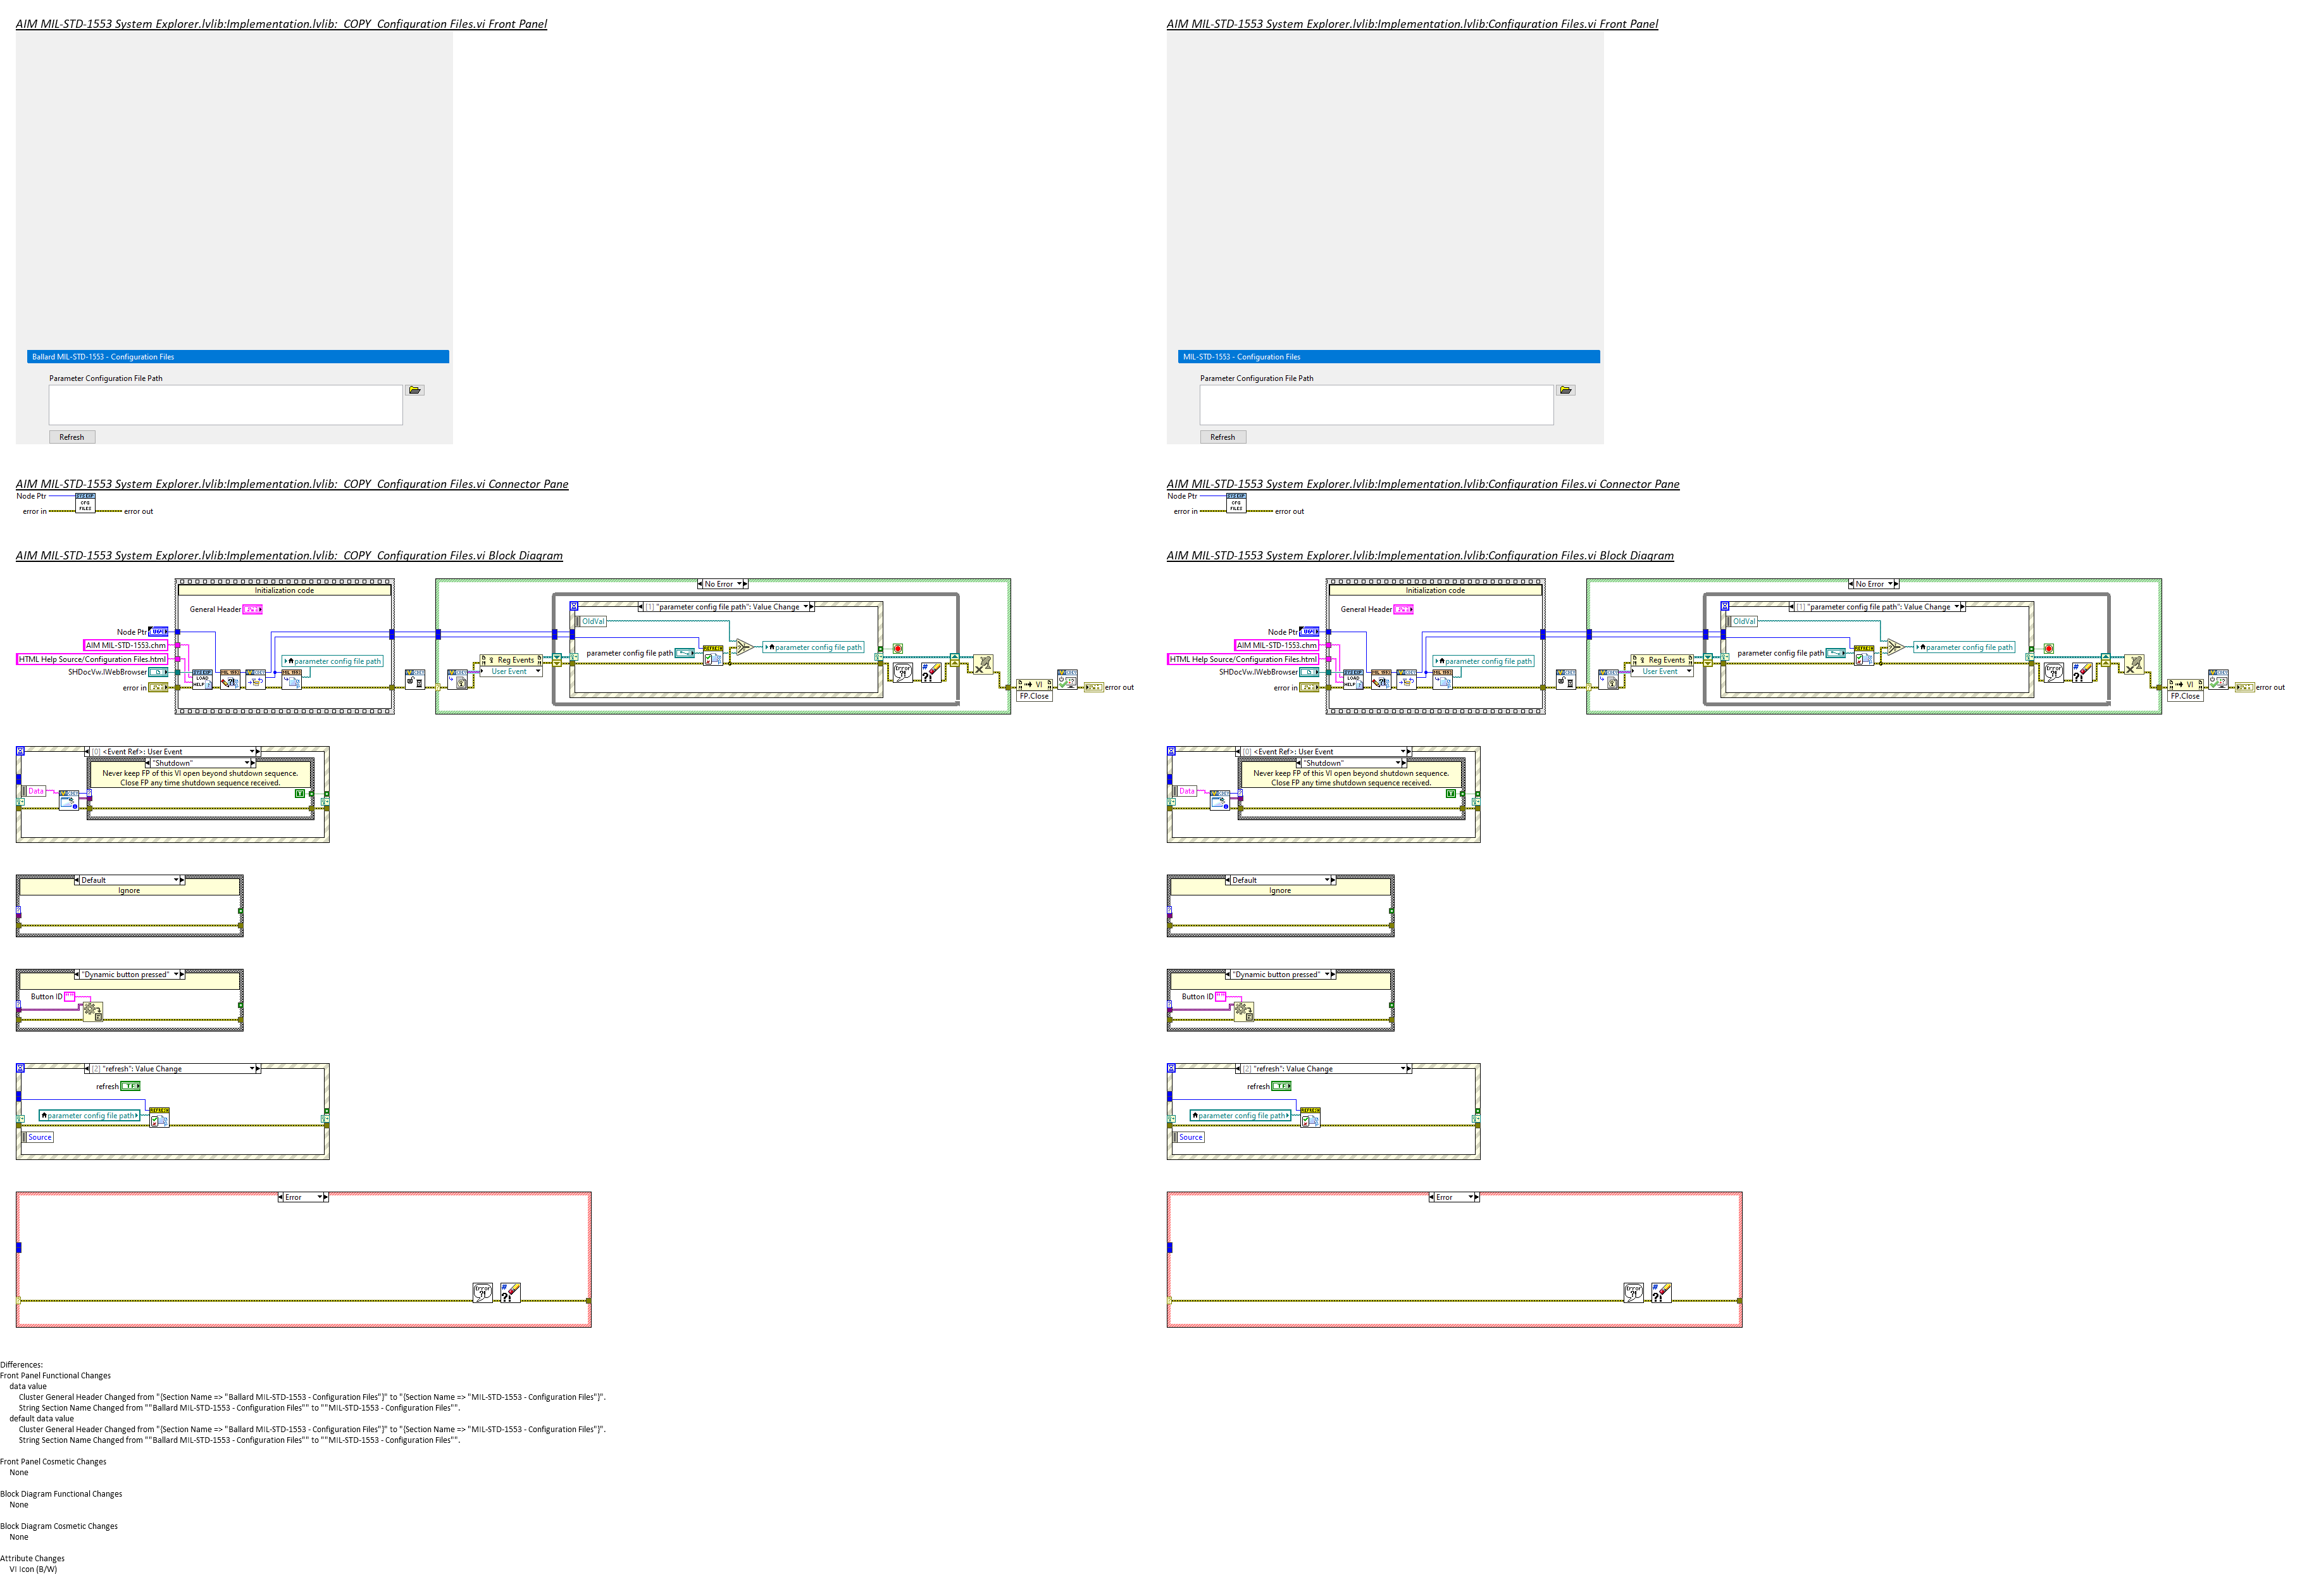 AIM MIL-STD-1553 System Explorer.lvlib:Implementation.lvlib:_COPY_Configuration Files.vi Front Panel
Ballard MIL-STD-1553 - Configuration Files
Parameter Configuration File Path
Refresh
AIM MIL-STD-1553 System Explorer.lvlib:Implementation.lvlib:_COPY_Configuration Files.vi Connector Pane
Node Ptr
error in
error out
AIM MIL-STD-1553 System Explorer.lvlib:Implementation.lvlib:_COPY_Configuration Files.vi Block Diagram
Initialization code
General Header
Node Ptr
AIM MIL-STD-1553.chm
HTML Help Source/Configuration Files.html
SHDocVw.IWebBrowser
error in
parameter config file path
No Error
[1] "parameter config file path": Value Change
OldVal
parameter config file path
parameter config file path
Reg Events
User Event
VI
FP.Close
error out
[0] <Event Ref>: User Event
"Shutdown"
Never keep FP of this VI open beyond shutdown sequence.
Close FP any time shutdown sequence received.
Data
Default
Ignore
"Dynamic button pressed"
Button ID
[2] "refresh": Value Change
refresh
parameter config file path
Source
Error
AIM MIL-STD-1553 System Explorer.lvlib:Implementation.lvlib:Configuration Files.vi Front Panel
MIL-STD-1553 - Configuration Files
Parameter Configuration File Path
Refresh
AIM MIL-STD-1553 System Explorer.lvlib:Implementation.lvlib:Configuration Files.vi Connector Pane
Node Ptr
error in
error out
AIM MIL-STD-1553 System Explorer.lvlib:Implementation.lvlib:Configuration Files.vi Block Diagram
Initialization code
General Header
Node Ptr
AIM MIL-STD-1553.chm
HTML Help Source/Configuration Files.html
SHDocVw.IWebBrowser
error in
parameter config file path
No Error
[1] "parameter config file path": Value Change
OldVal
parameter config file path
parameter config file path
Reg Events
User Event
VI
FP.Close
error out
[0] <Event Ref>: User Event
"Shutdown"
Never keep FP of this VI open beyond shutdown sequence.
Close FP any time shutdown sequence received.
Data
Default
Ignore
"Dynamic button pressed"
Button ID
[2] "refresh": Value Change
refresh
parameter config file path
Source
Error
Differences:
Front Panel Functional Changes
data value
Cluster General Header Changed from "{Section Name => "Ballard MIL-STD-1553 - Configuration Files"}" to "{Section Name => "MIL-STD-1553 - Configuration Files"}".
String Section Name Changed from ""Ballard MIL-STD-1553 - Configuration Files"" to ""MIL-STD-1553 - Configuration Files"".
default data value
Cluster General Header Changed from "{Section Name => "Ballard MIL-STD-1553 - Configuration Files"}" to "{Section Name => "MIL-STD-1553 - Configuration Files"}".
String Section Name Changed from ""Ballard MIL-STD-1553 - Configuration Files"" to ""MIL-STD-1553 - Configuration Files"".
Front Panel Cosmetic Changes
None
Block Diagram Functional Changes
None
Block Diagram Cosmetic Changes
None
Attribute Changes
VI Icon (B/W)